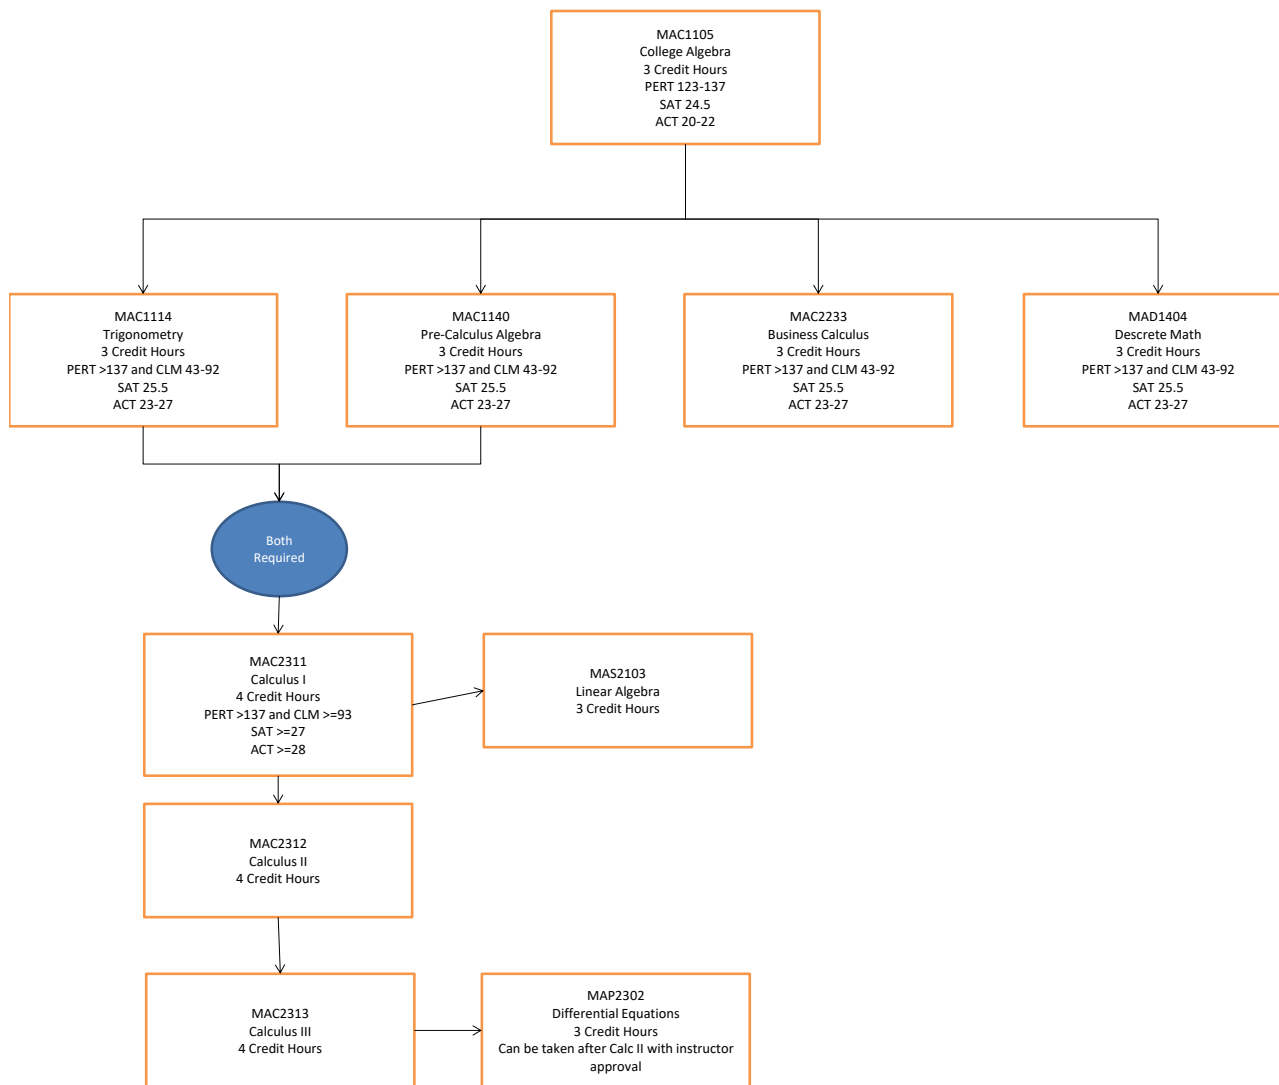 MAC1105
College Algebra
3 Credit Hours
PERT 123-137
SAT 24.5
ACT 20-22
MAC1114
Trigonometry
3 Credit Hours
PERT >137 and CLM 43-92
SAT 25.5
ACT 23-27
MAC1140
Pre-Calculus Algebra
3 Credit Hours
PERT >137 and CLM 43-92
SAT 25.5
ACT 23-27
MAC2233
Business Calculus
3 Credit Hours
PERT >137 and CLM 43-92
SAT 25.5
ACT 23-27
MAD1404
Descrete Math
3 Credit Hours
PERT >137 and CLM 43-92
SAT 25.5
ACT 23-27
Both
Required
MAC2311
Calculus I
4 Credit Hours
PERT >137 and CLM >=93
SAT >=27
ACT >=28
MAS2103
Linear Algebra
3 Credit Hours
MAC2312
Calculus II
4 Credit Hours
MAC2313
Calculus III
4 Credit Hours
MAP2302
Differential Equations
3 Credit Hours
Can be taken after Calc II with instructor
approval